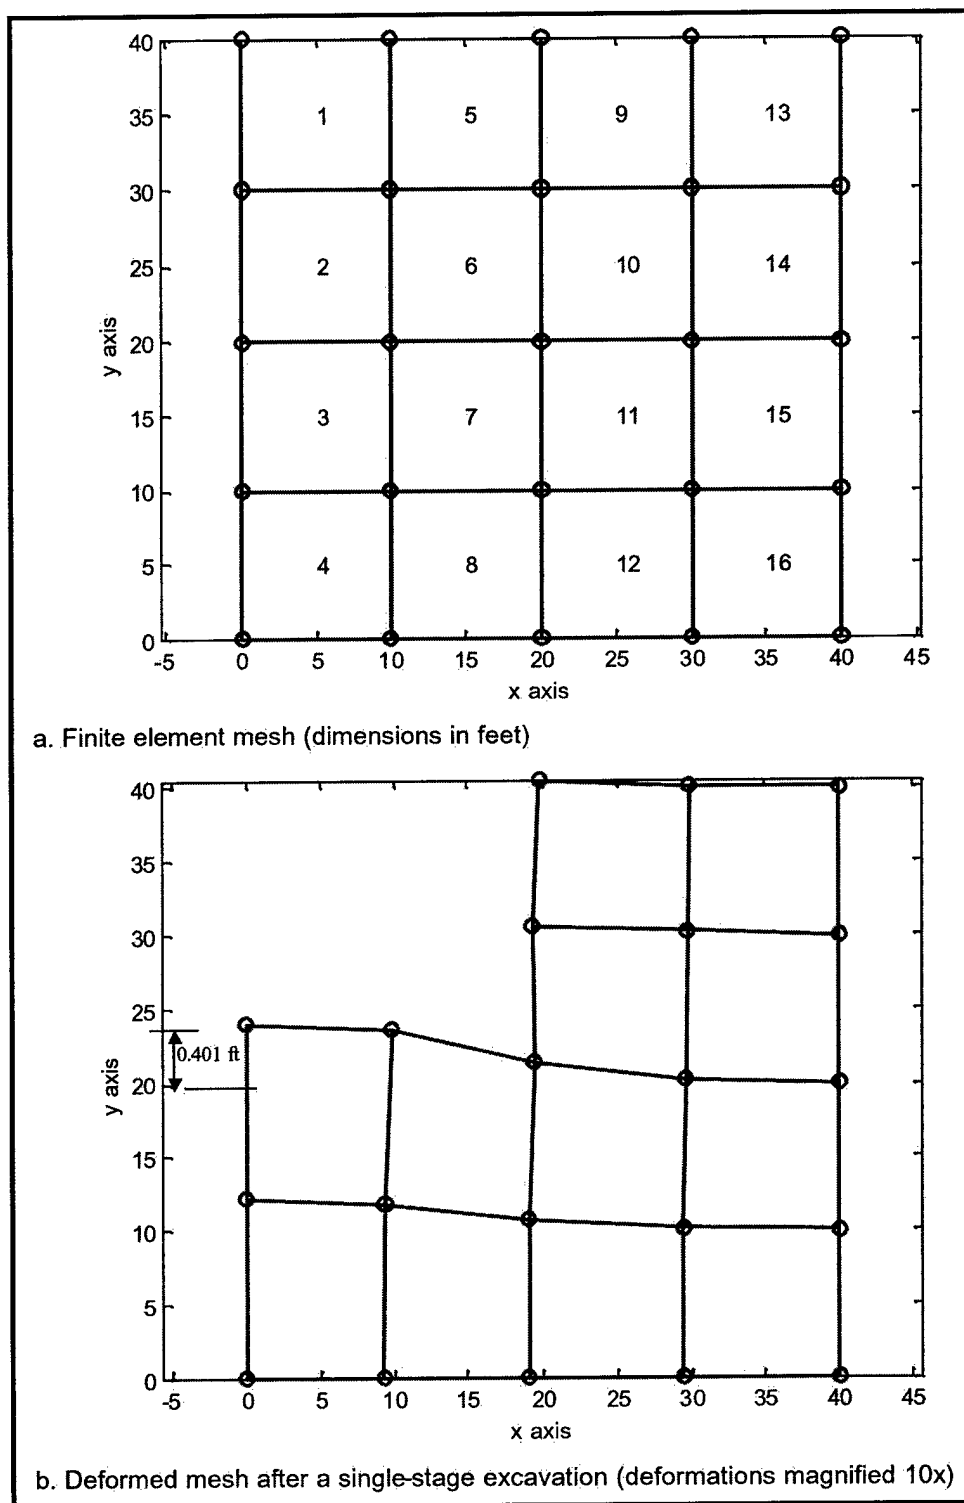 40
35
30
25
20
15
10
5
0
y axis
1 5 9 13
2 6 10 14
3 7 11 15
4 8 12 16
-5 0 5 10 15 20 25 30 35 40 45
x axis
a. Finite element mesh (dimensions in feet)
40
35
30
25
20
15
10
5
0
y axis
0.401 ft
-5 0 5 10 15 20 25 30 35 40 45
x axis
b. Deformed mesh after a single-stage excavation (deformations magnified 10x)